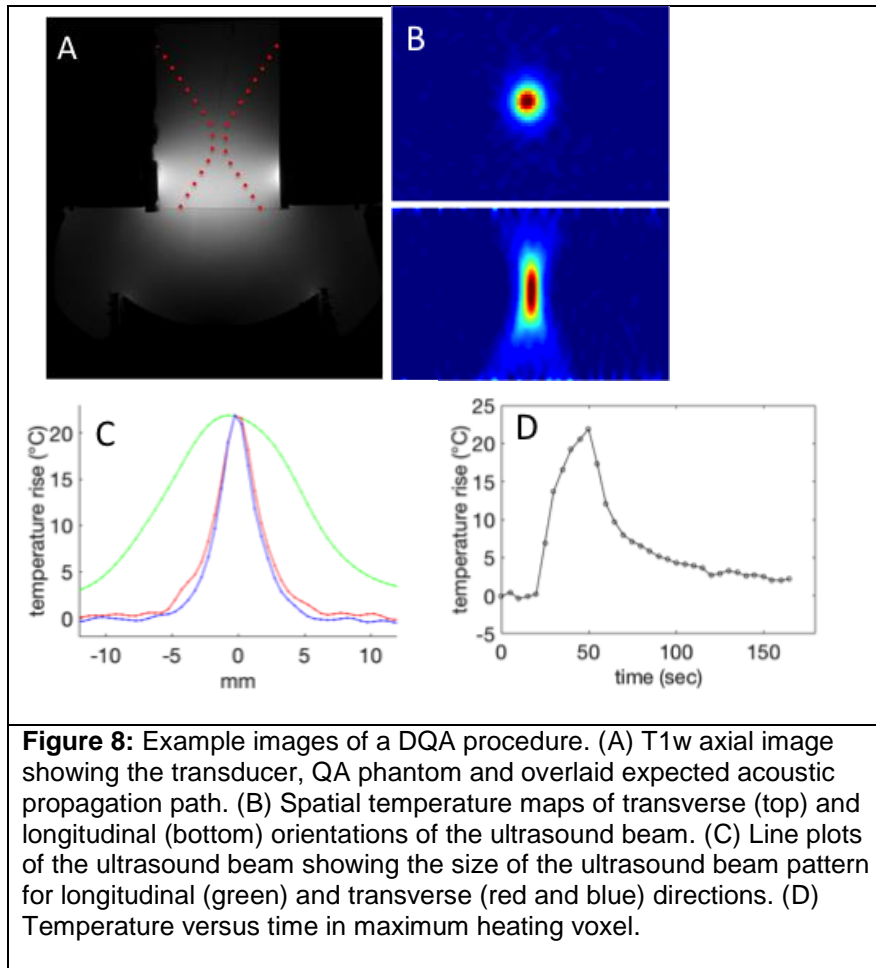 A
B
C
temperature rise (°C)
20
15
10
5
0
-10
-5
0
5
10
mm
D
temperature rise (°C)
25
20
15
10
5
0
-5
0
50
100
150
time (sec)
Figure 8: Example images of a DQA procedure. (A) T1w axial image
showing the transducer, QA phantom and overlaid expected acoustic
propagation path. (B) Spatial temperature maps of transverse (top) and
longitudinal (bottom) orientations of the ultrasound beam. (C) Line plots
of the ultrasound beam showing the size of the ultrasound beam pattern
for longitudinal (green) and transverse (red and blue) directions. (D)
Temperature versus time in maximum heating voxel.